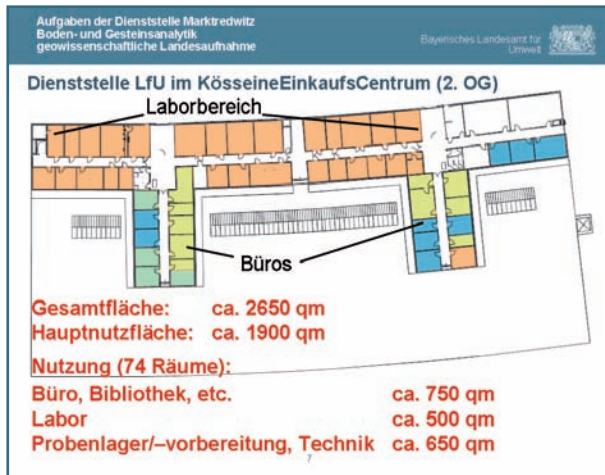 Aufgaben der Dienststelle Marktredwitz
Boden- und Gesteinsanalytik
geowissenschaftliche Landesaufnahme
Bayerisches Landesamt für
Umwelt
Dienststelle LfU im KösseineEinkaufsCentrum (2. OG)
Laborbereich
Büros
Gesamtfläche: ca. 2650 qm
Hauptnutzfläche: ca. 1900 qm
Nutzung (74 Räume):
Büro, Bibliothek, etc. ca. 750 qm
Labor ca. 500 qm
Probenlager/–vorbereitung, Technik ca. 650 qm
7